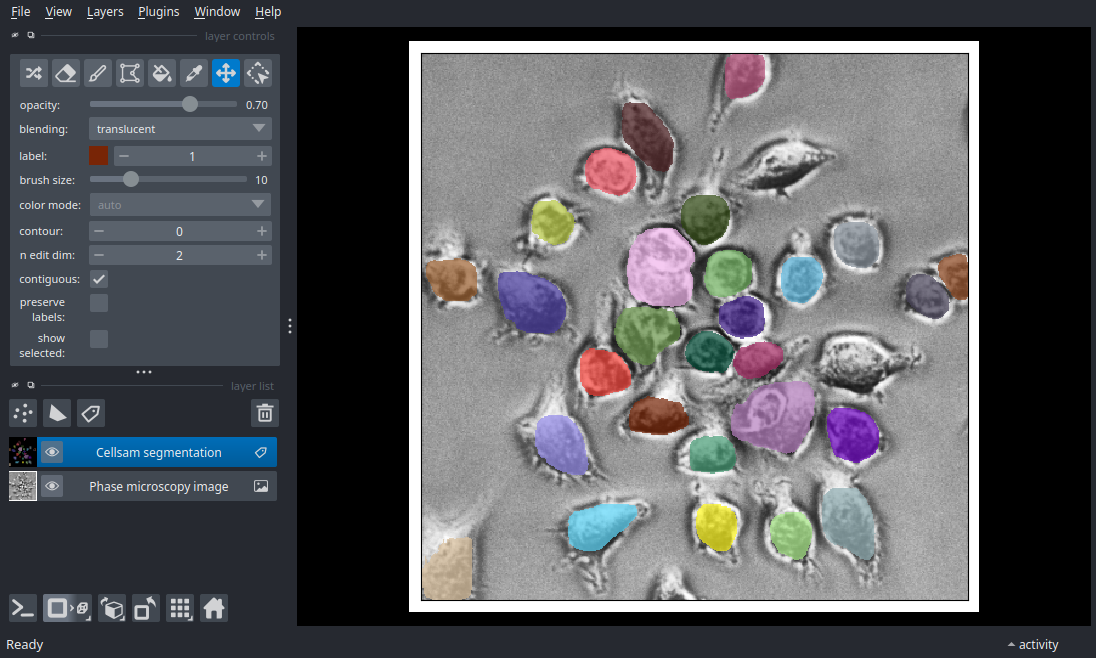 File View Layers Plugins Window Help
layer controls
opacity: 0.70
blending: translucent
label: 1
brush size: 10
color mode: auto
contour: 0
n edit dim: 2
contiguous:
preserve
labels:
show
selected:
layer list
Cellsam segmentation
Phase microscopy image
Ready activity